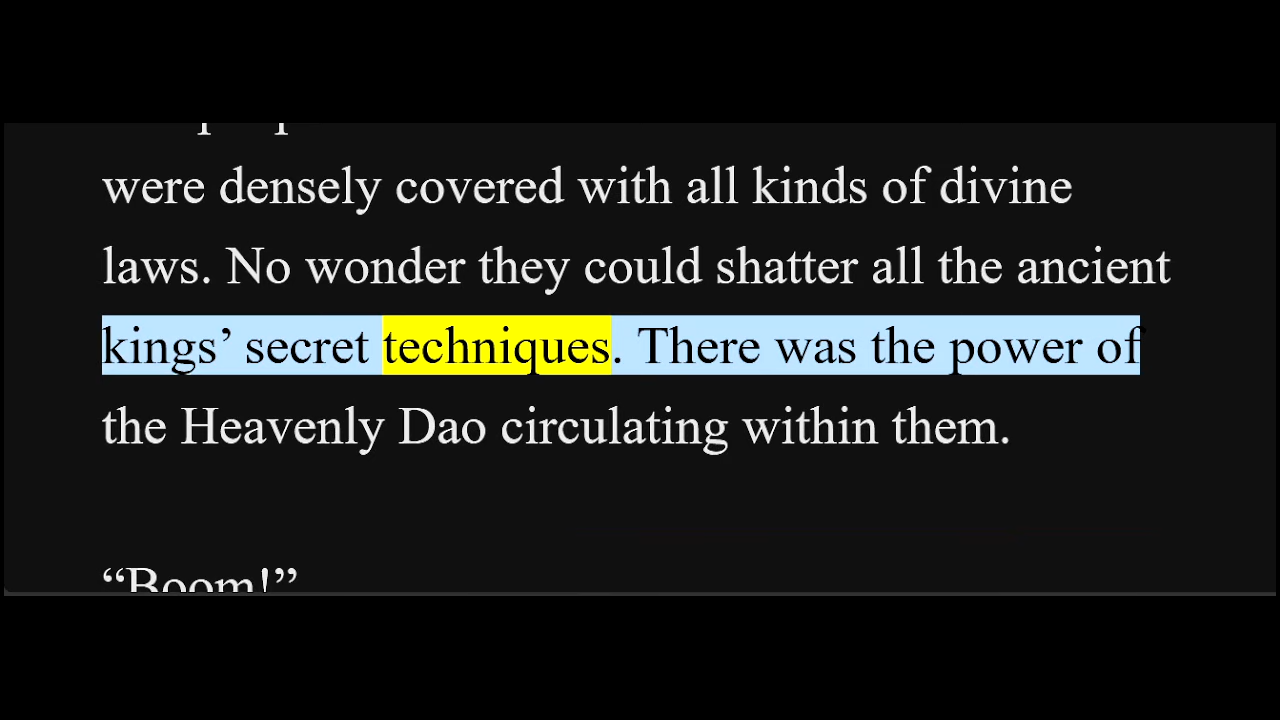 were densely covered with all kinds of divine
laws. No wonder they could shatter all the ancient
kings’ secret techniques. There was the power of
the Heavenly Dao circulating within them.
“Boom!”